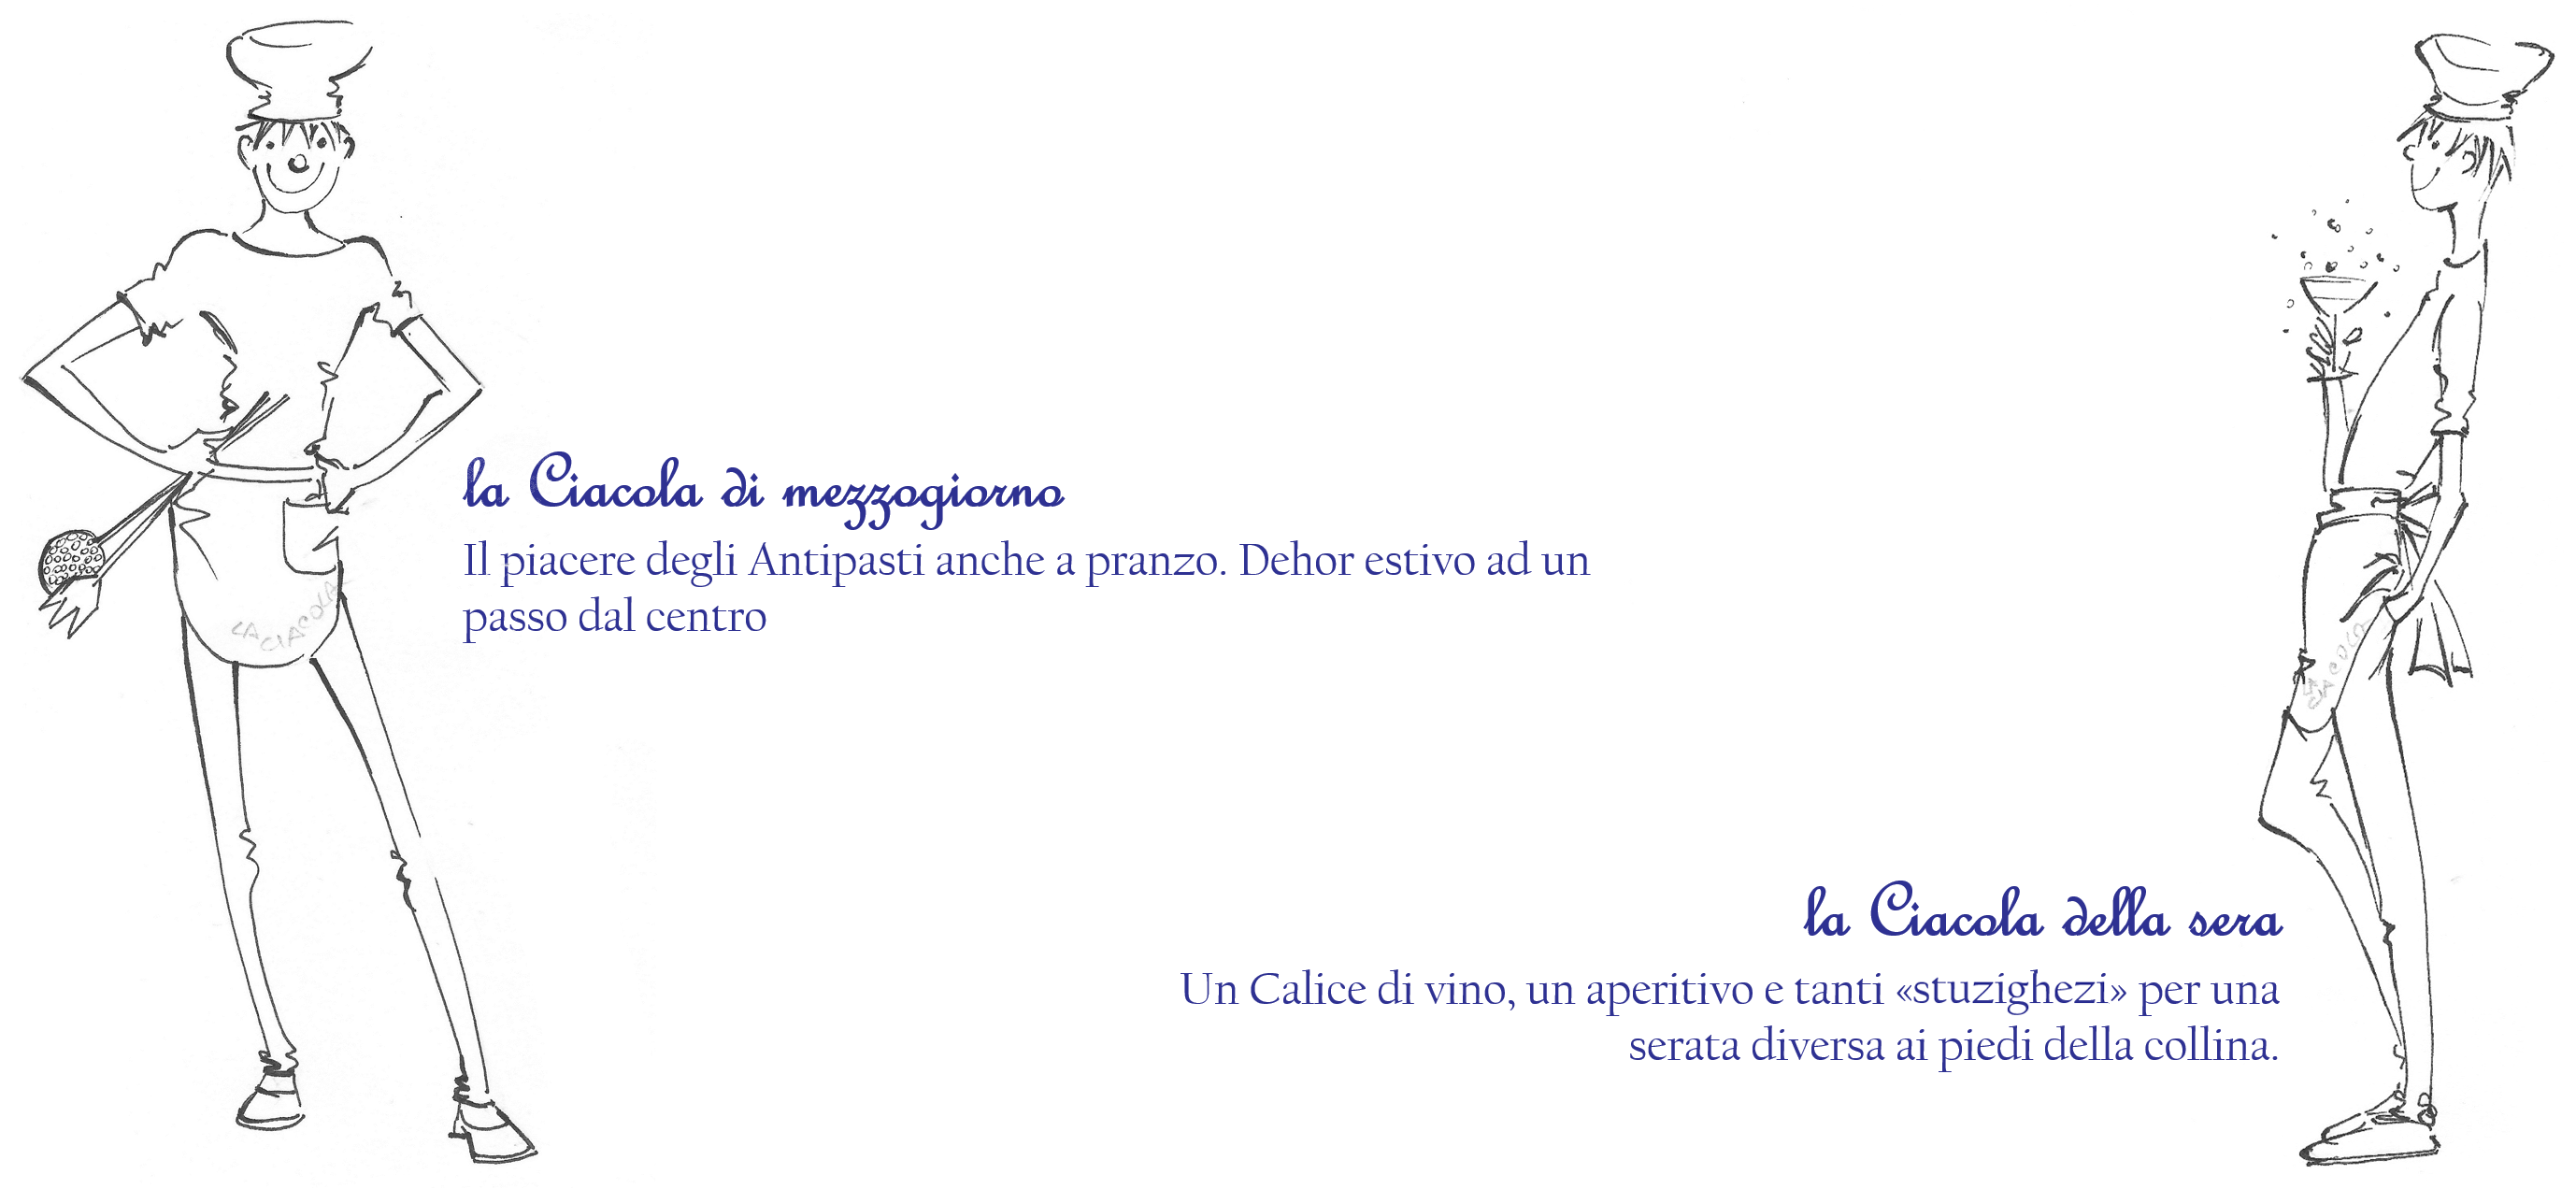 la Ciacola di mezzogiorno
Il piacere degli Antipasti anche a pranzo. Dehor estivo ad un
passo dal centro
LA CIACOLA
la Ciacola della sera
Un Calice di vino, un aperitivo e tanti «stuzighezi» per una
serata diversa ai piedi della collina.
LA CIACOLA